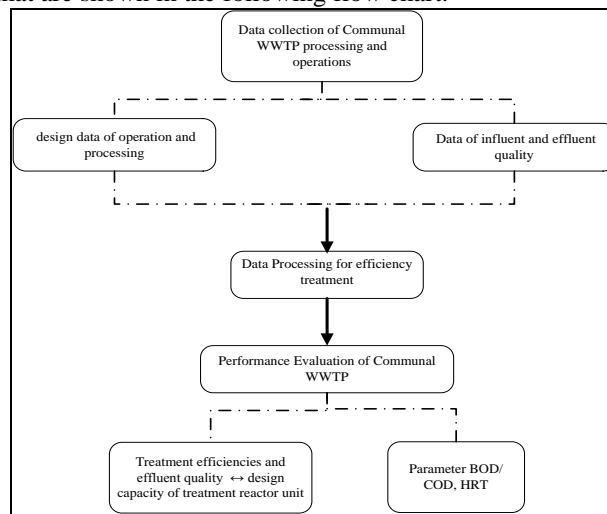 that are shown in the following flow chart.
Data collection of Communal
WWTP processing and
operations
design data of operation and
processing
Data of influent and effluent
quality
Data Processing for efficiency
treatment
Performance Evaluation of Communal
WWTP
Treatment efficiencies and
effluent quality ↔ design
capacity of treatment reactor
unit
Parameter BOD/
COD, HRT